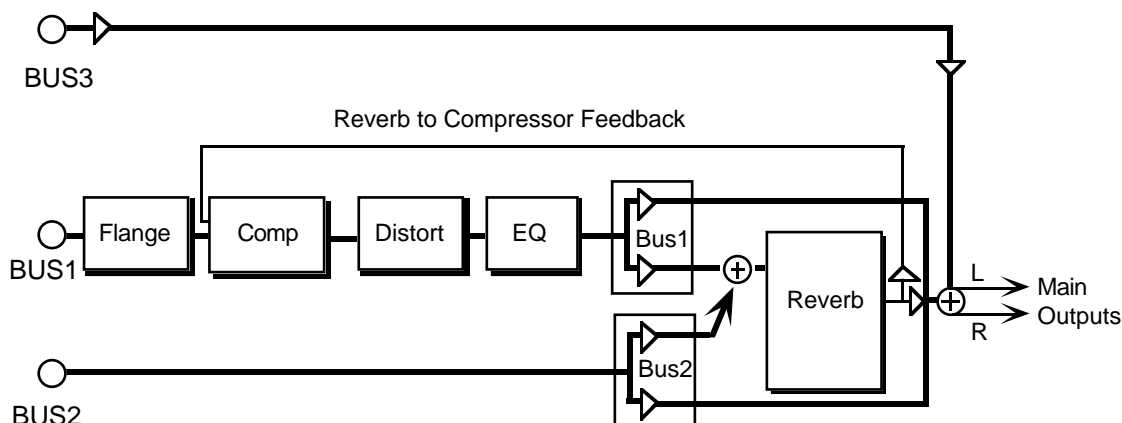 BUS3
Reverb to Compressor Feedback
BUS1
Flange
Comp
Distort
EQ
Bus1
Reverb
L
R
Main
Outputs
Bus2
BUS2